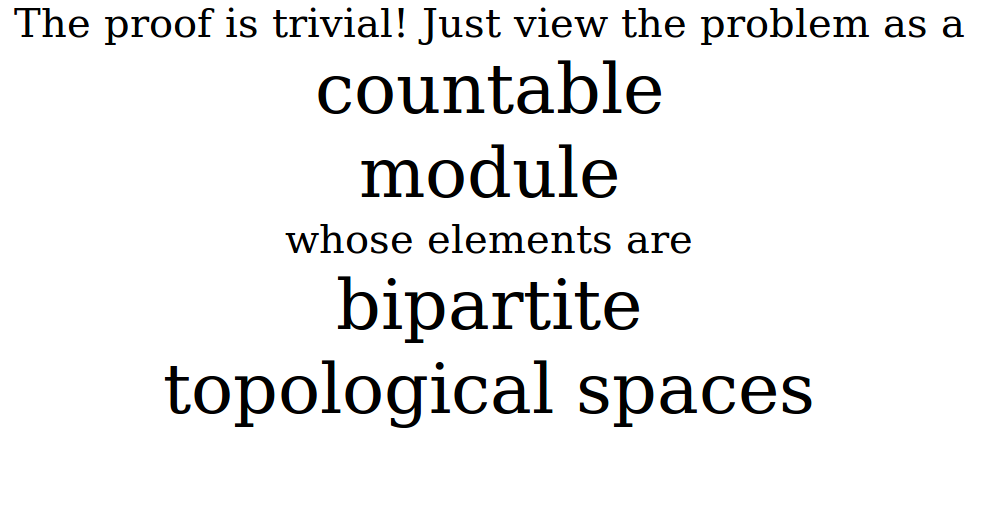 The proof is trivial! Just view the problem as a
countable
module
whose elements are
bipartite
topological spaces